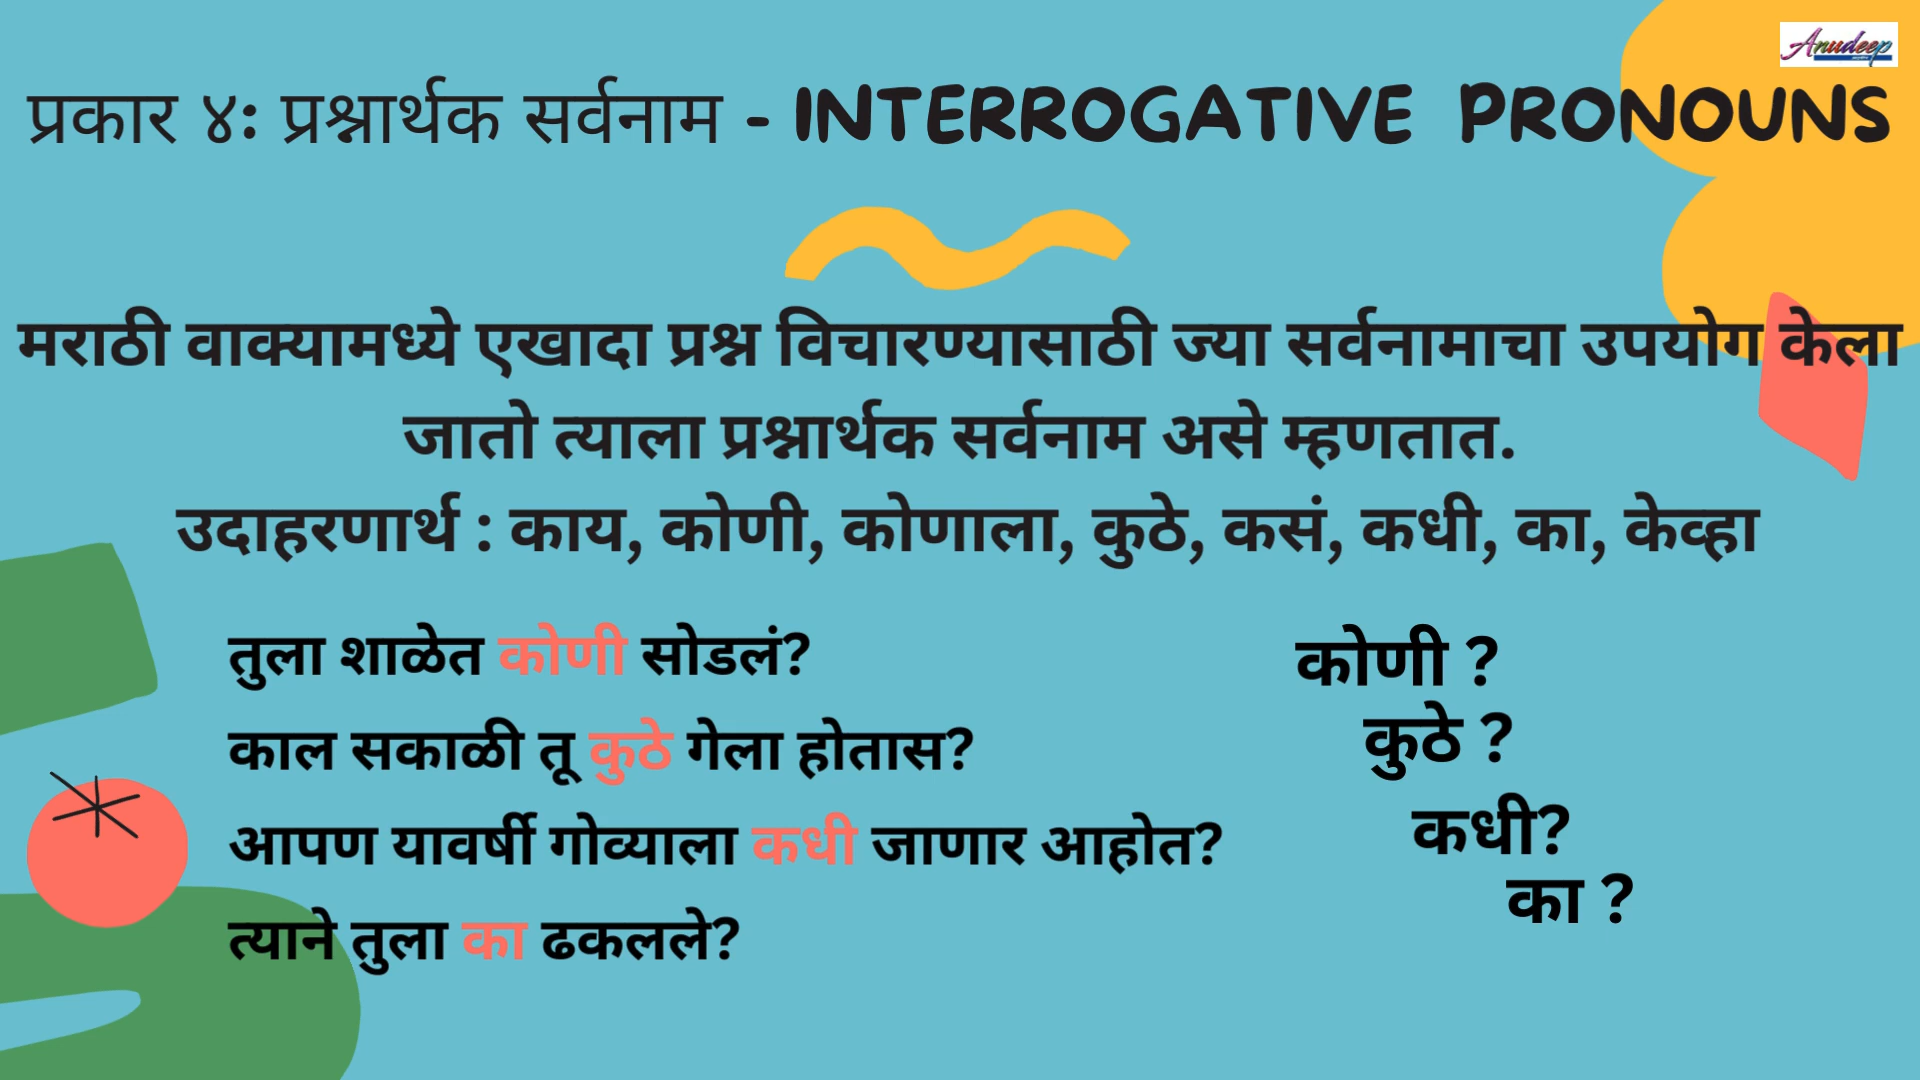 Anudeep
प्रकार ४: प्रश्नार्थक सर्वनाम - INTERROGATIVE PRONOUNS
मराठी वाक्यामध्ये एखादा प्रश्न विचारण्यासाठी ज्या सर्वनामाचा उपयोग केला
जातो त्याला प्रश्नार्थक सर्वनाम असे म्हणतात.
उदाहरणार्थ : काय, कोणी, कोणाला, कुठे, कसं, कधी, का, केव्हा
तुला शाळेत कोणी सोडलं?
काल सकाळी तू कुठे गेला होतास?
आपण यावर्षी गोव्याला कधी जाणार आहोत?
त्याने तुला का ढकलले?
कोणी ?
कुठे ?
कधी?
का ?